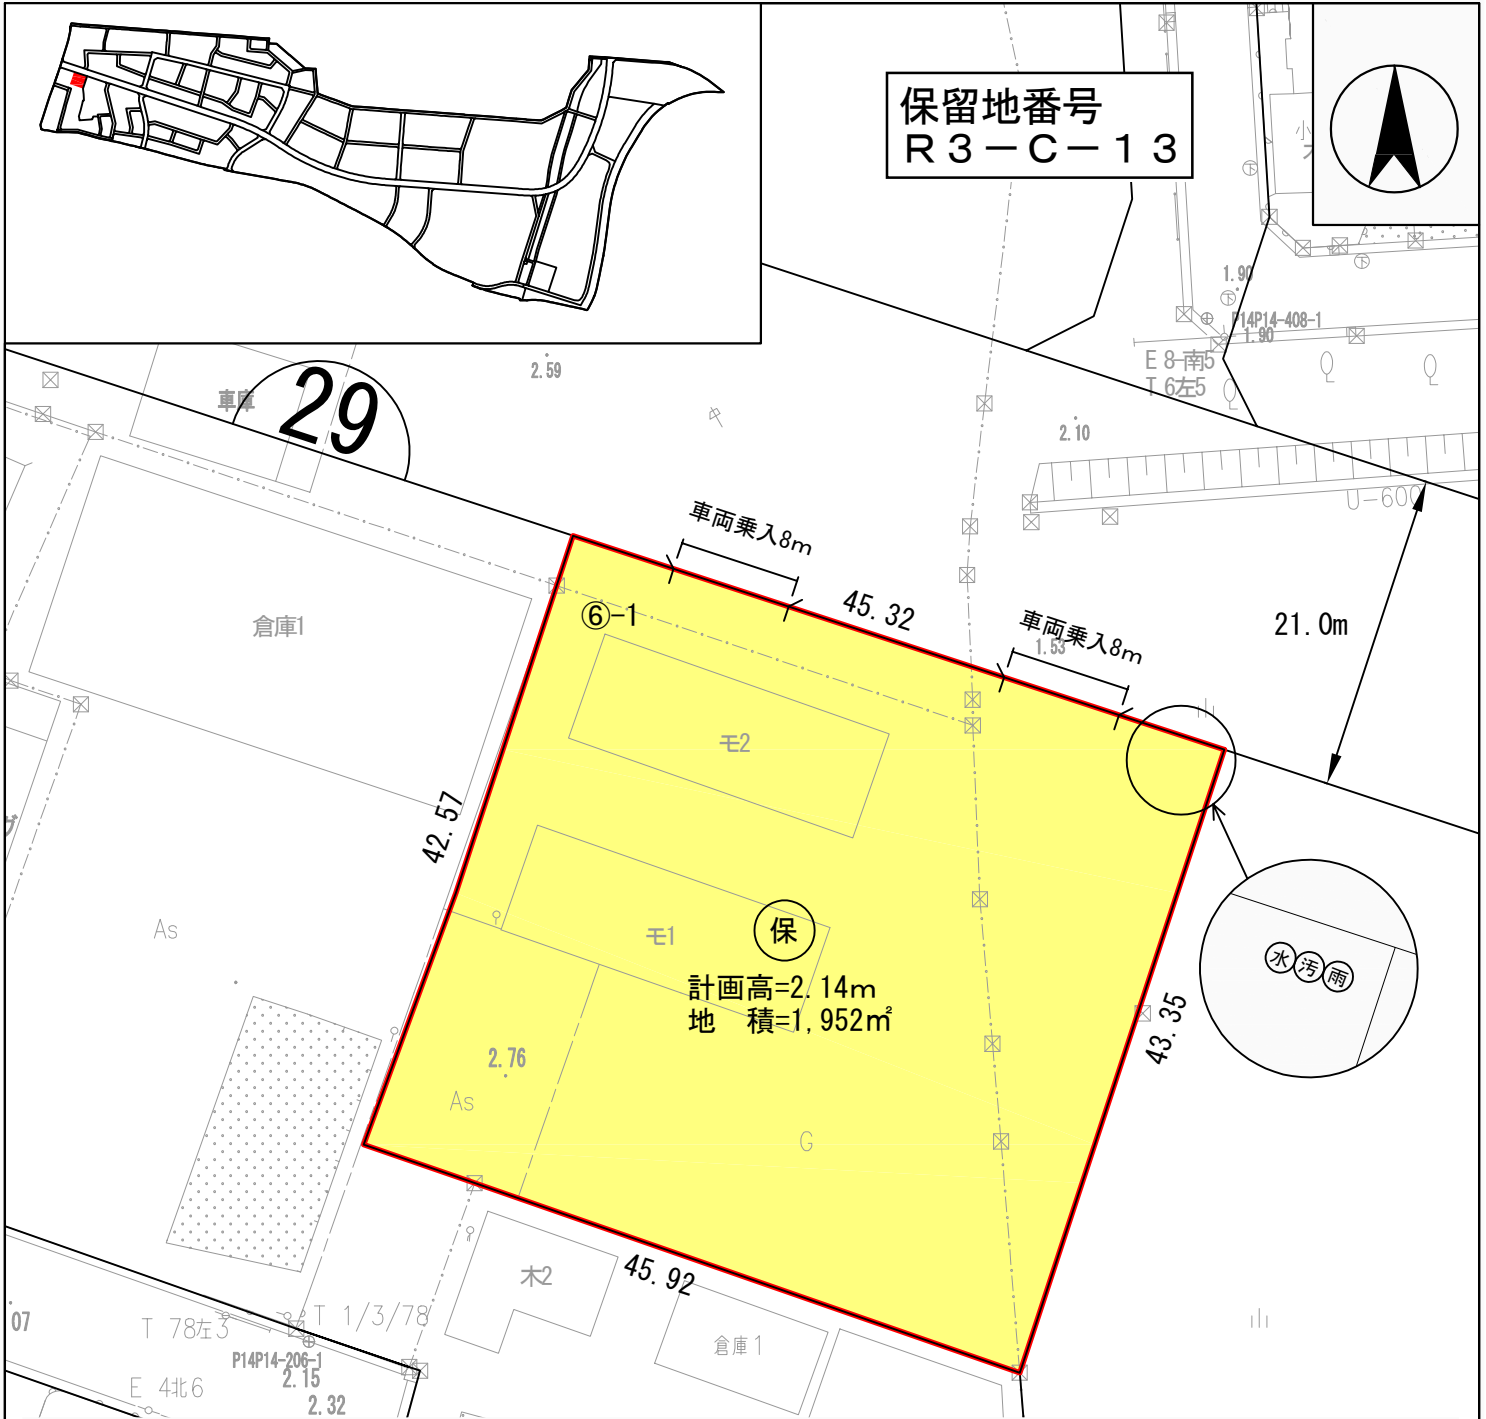 保留地番号
R3-C-13
小
1.90
P14P14-408-1
1.90
E 8-南5
T 6左5
2.59
車庫
29
2.10
U-600
車両乗入8m
45.32
車両乗入8m
1.53
21.0m
⑥-1
倉庫1
モ2
42.57
モ1
保
水 汚 雨
As
計画高=2.14m
地 積=1,952㎡
43.35
2.76
As
G
45.92
木2
倉庫1
07
T 78左3
T 1/3/78
P14P14-206-1
2.15
E 4北6
2.32